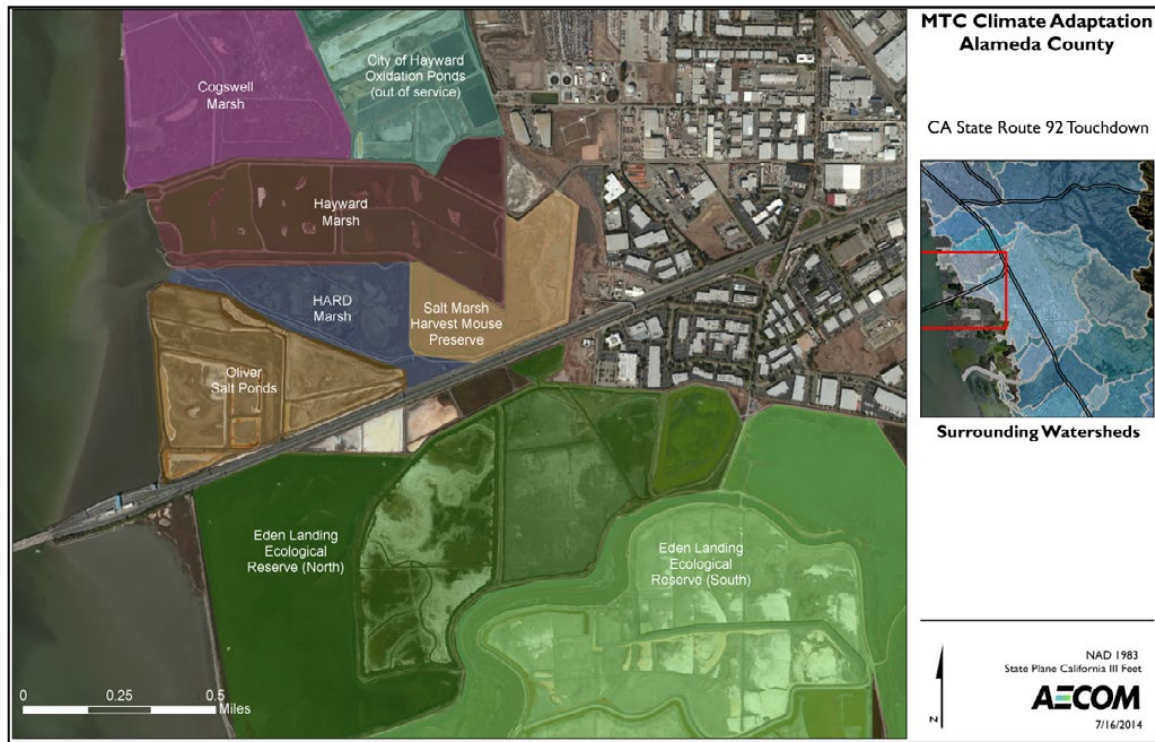 MTC Climate Adaptation
Alameda County
CA State Route 92 Touchdown
Cogswell
Marsh
City of Hayward
Oxidation Ponds
(out of service)
Hayward
Marsh
HARD
Marsh
Salt Marsh
Harvest Mouse
Preserve
Oliver
Salt Ponds
Eden Landing
Ecological
Reserve (North)
Eden Landing
Ecological
Reserve (South)
0 0.25 0.5
Miles
Surrounding Watersheds
N
NAD 1983
State Plane California III Feet
AECOM
7/16/2014